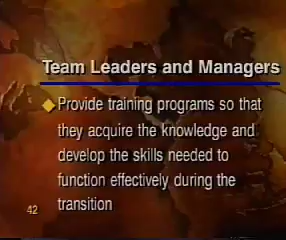 Team Leaders and Managers
Provide training programs so that
they acquire the knowledge and
develop the skills needed to
function effectively during the
transition
42